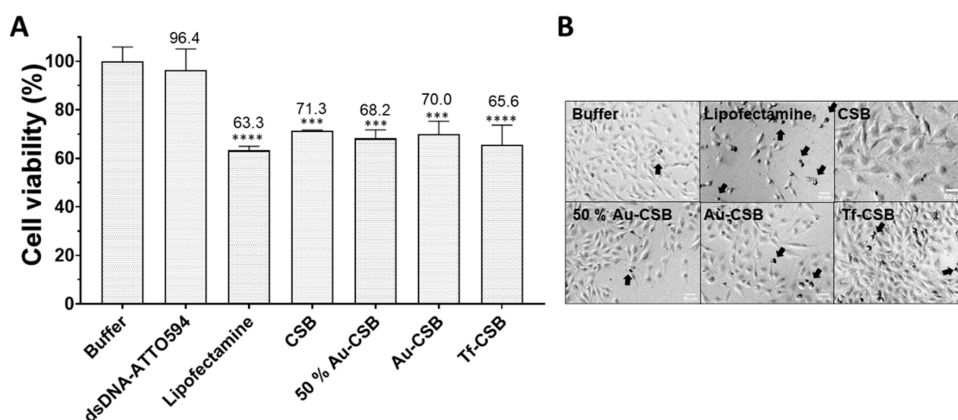 A
Cell viability (%)
100
80
60
40
20
0
96.4
63.3
****
71.3
***
68.2
***
70.0
***
65.6
****
Buffer
dsDNA-ATTO594
Lipofectamine
CSB
50 % Au-CSB
Au-CSB
Tf-CSB
B
Buffer
Lipofectamine
CSB
50 % Au-CSB
Au-CSB
Tf-CSB